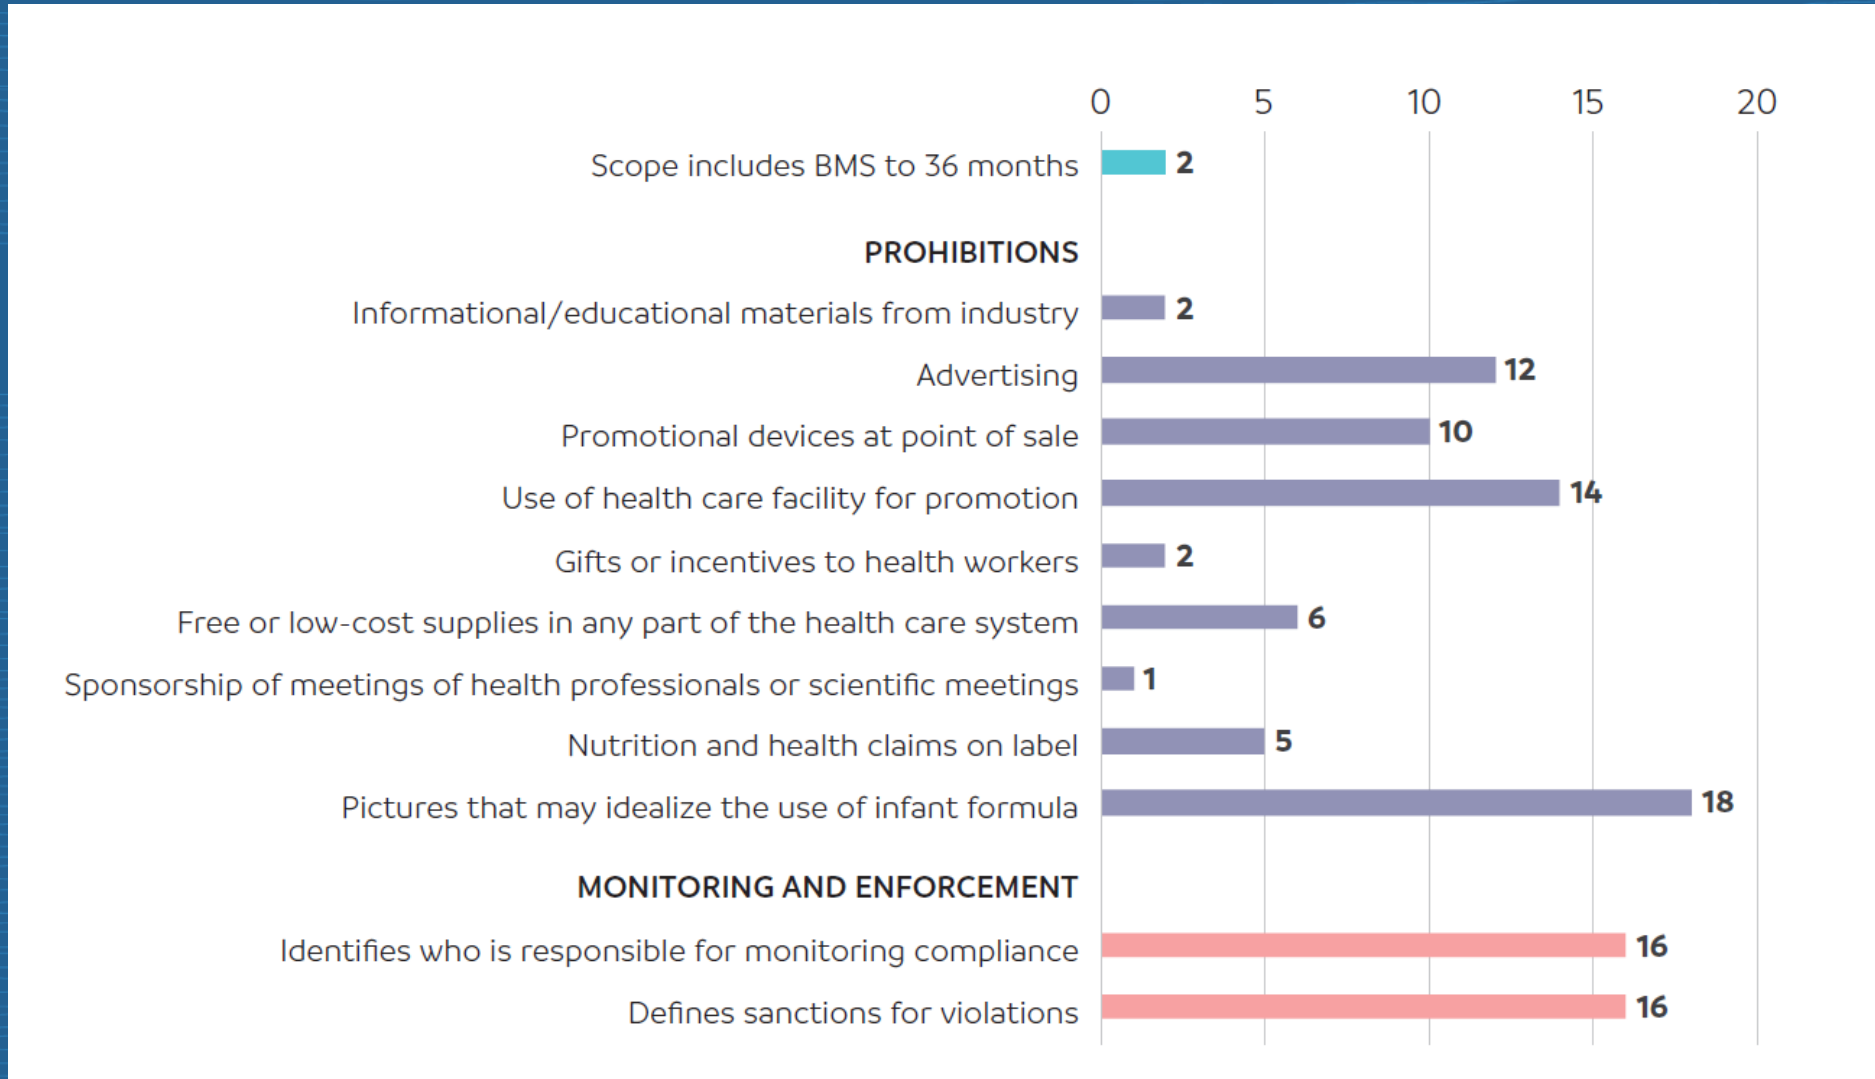 0 5 10 15 20
Scope includes BMS to 36 months 2
PROHIBITIONS
Informational/educational materials from industry 2
Advertising 12
Promotional devices at point of sale 10
Use of health care facility for promotion 14
Gifts or incentives to health workers 2
Free or low-cost supplies in any part of the health care system 6
Sponsorship of meetings of health professionals or scientific meetings 1
Nutrition and health claims on label 5
Pictures that may idealize the use of infant formula 18
MONITORING AND ENFORCEMENT
Identifies who is responsible for monitoring compliance 16
Defines sanctions for violations 16